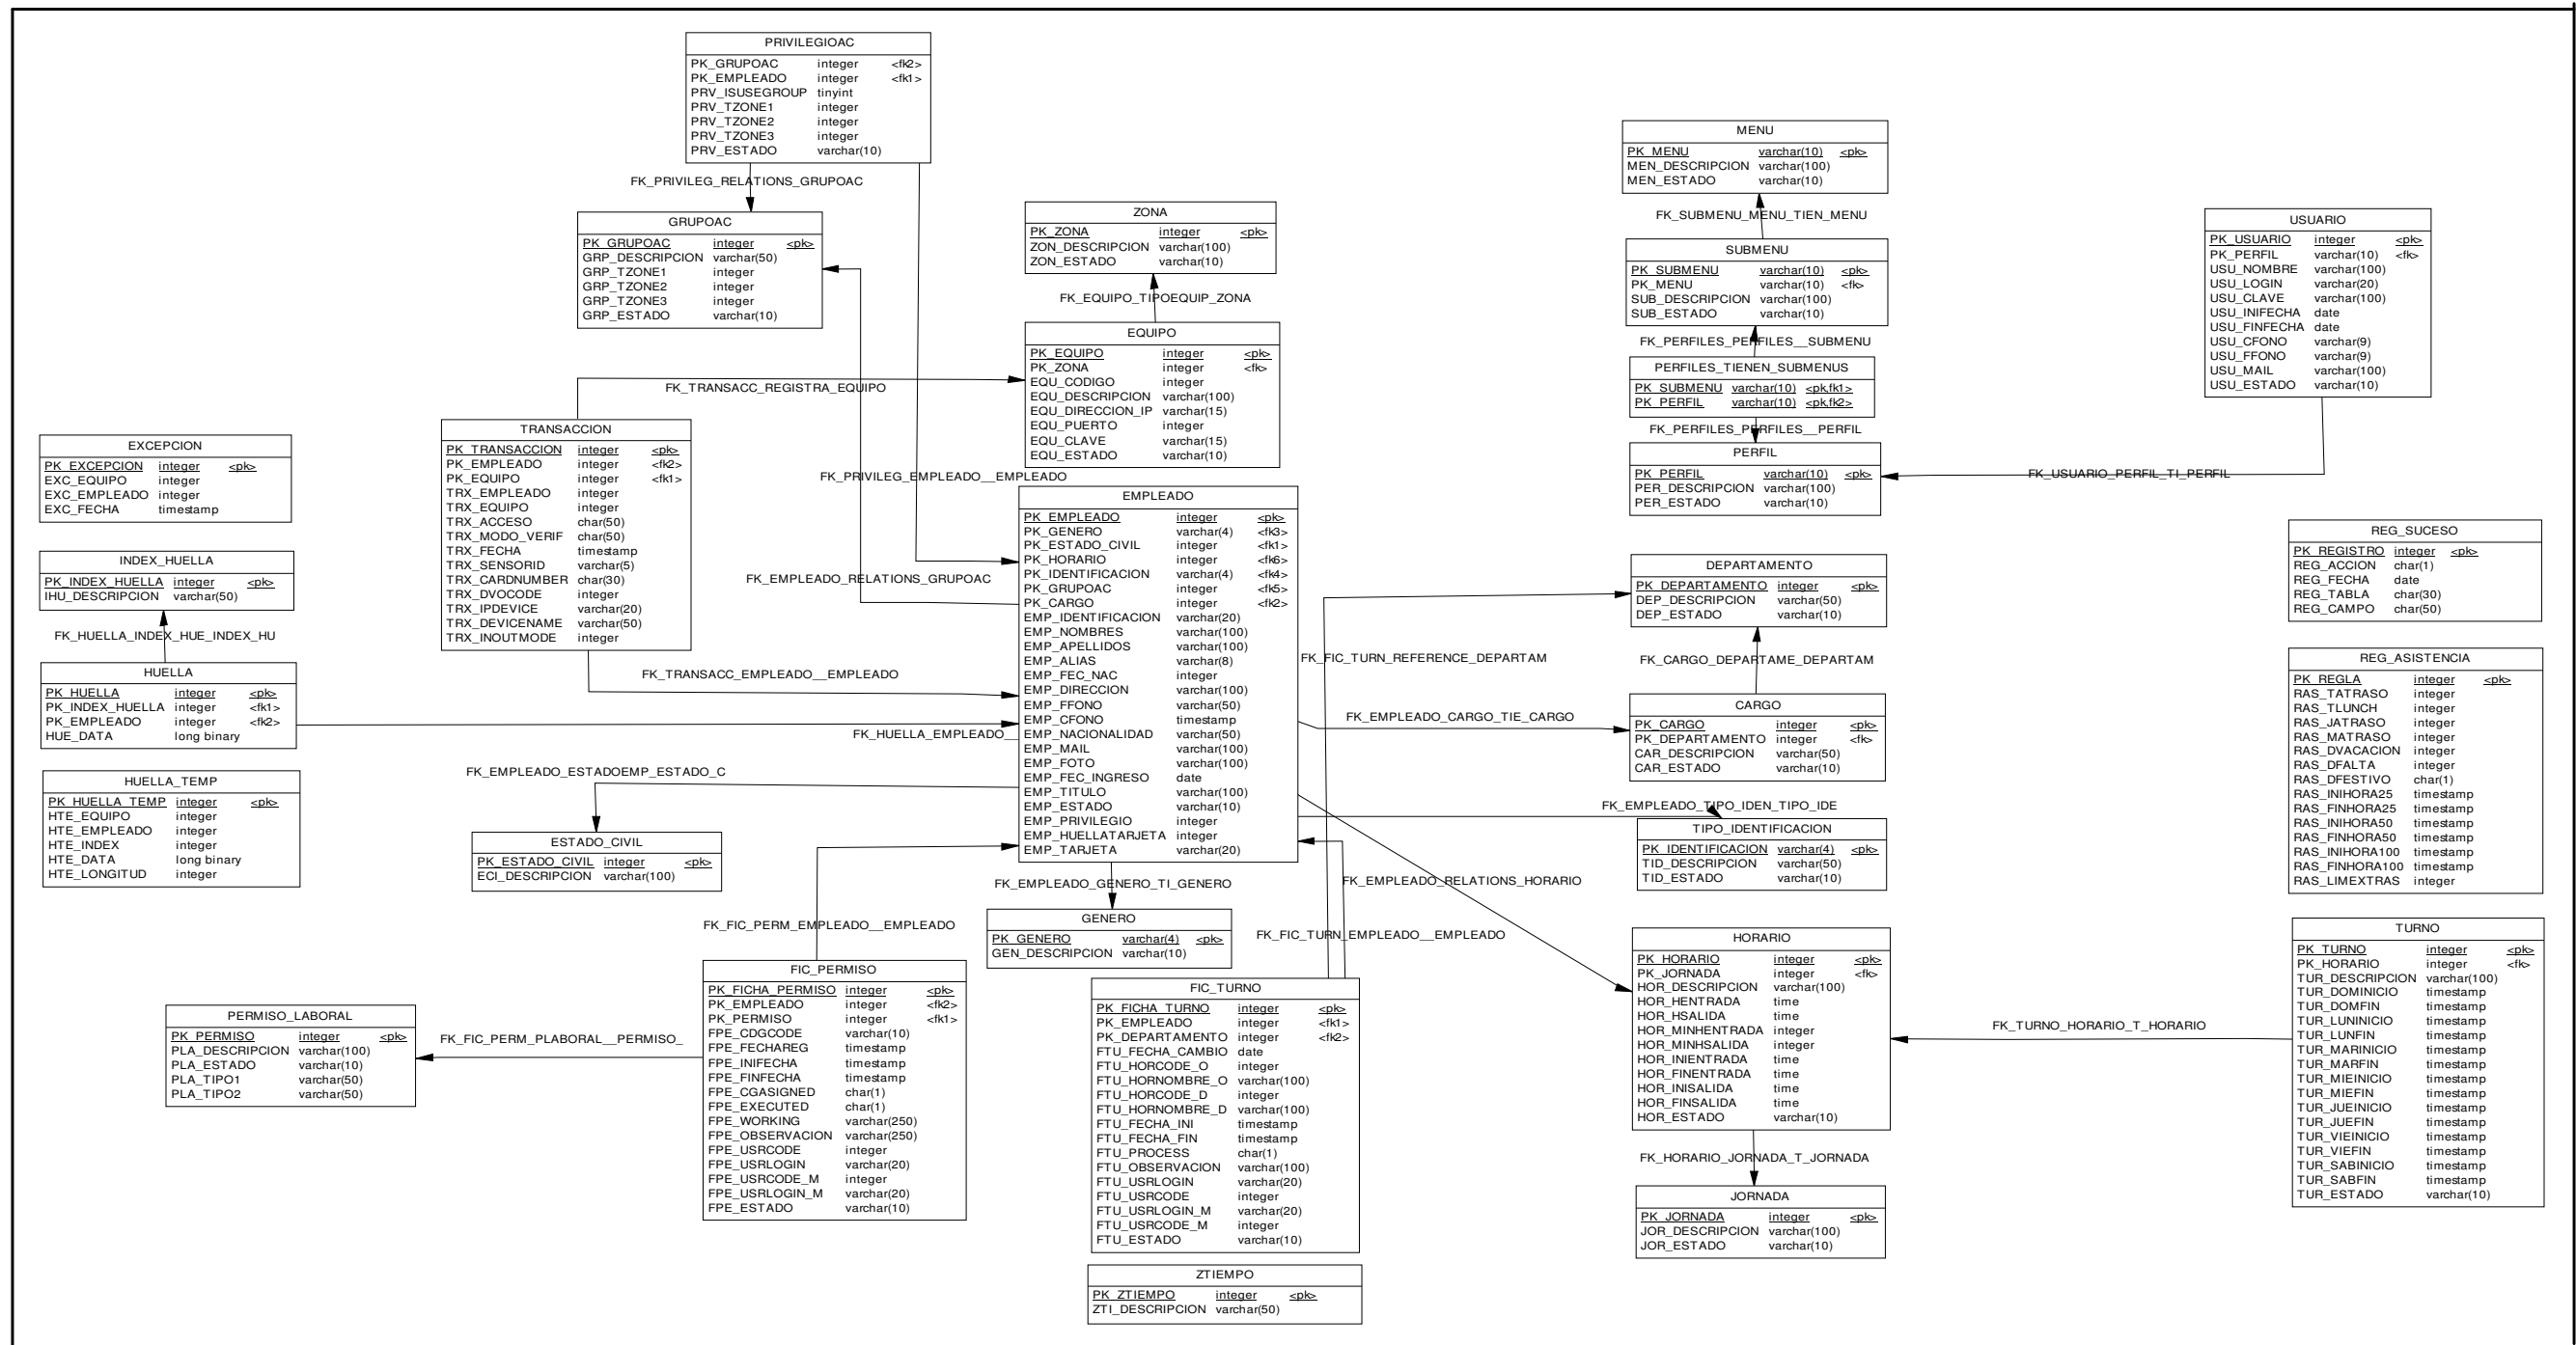 PRIVILEGIOAC
PK_GRUPOAC integer <fk2>
PK_EMPLEADO integer <fk1>
PRV_ISUSEGROUP tinyint
PRV_TZONE1 integer
PRV_TZONE2 integer
PRV_TZONE3 integer
PRV_ESTADO varchar(10)
FK_PRIVILEG_RELATIONS_GRUPOAC
GRUPOAC
PK_GRUPOAC integer <pk>
GRP_DESCRIPCION varchar(50)
GRP_TZONE1 integer
GRP_TZONE2 integer
GRP_TZONE3 integer
GRP_ESTADO varchar(10)
ZONA
PK_ZONA integer <pk>
ZON_DESCRIPCION varchar(100)
ZON_ESTADO varchar(10)
FK_EQUIPO_TIPOEQUIP_ZONA
EQUIPO
PK_EQUIPO integer <pk>
PK_ZONA integer <fk>
EQU_CODIGO integer
EQU_DESCRIPCION varchar(100)
EQU_DIRECCION_IP varchar(15)
EQU_PUERTO integer
EQU_CLAVE varchar(15)
EQU_ESTADO varchar(10)
MENU
PK_MENU varchar(10) <pk>
MEN_DESCRIPCION varchar(100)
MEN_ESTADO varchar(10)
FK_SUBMENU_MENU_TIEN_MENU
SUBMENU
PK_SUBMENU varchar(10) <pk>
PK_MENU varchar(10) <fk>
SUB_DESCRIPCION varchar(100)
SUB_ESTADO varchar(10)
FK_PERFILES_PERFILES__SUBMENU
PERFILES_TIENEN_SUBMENUS
PK_SUBMENU varchar(10) <pk,fk1>
PK_PERFIL varchar(10) <pk,fk2>
FK_PERFILES_PERFILES__PERFIL
PERFIL
PK_PERFIL varchar(10) <pk>
PER_DESCRIPCION varchar(100)
PER_ESTADO varchar(10)
USUARIO
PK_USUARIO integer <pk>
PK_PERFIL varchar(10) <fk>
USU_NOMBRE varchar(100)
USU_LOGIN varchar(20)
USU_CLAVE varchar(100)
USU_INIFECHA date
USU_FINFECHA date
USU_CFONO varchar(9)
USU_FFONO varchar(9)
USU_MAIL varchar(100)
USU_ESTADO varchar(10)
FK_USUARIO_PERFIL_TI_PERFIL
FK_TRANSACC_REGISTRA_EQUIPO
TRANSACCION
PK_TRANSACCION integer <pk>
PK_EMPLEADO integer <fk2>
PK_EQUIPO integer <fk1>
TRX_EMPLEADO integer
TRX_EQUIPO integer
TRX_ACCESO char(50)
TRX_MODO_VERIF char(50)
TRX_FECHA timestamp
TRX_SENSORID varchar(5)
TRX_CARDNUMBER char(30)
TRX_DVOCODE integer
TRX_IPDEVICE varchar(20)
TRX_DEVICENAME varchar(50)
TRX_INOUTMODE integer
FK_TRANSACC_EMPLEADO__EMPLEADO
EXCEPCION
PK_EXCEPCION integer <pk>
EXC_EQUIPO integer
EXC_EMPLEADO integer
EXC_FECHA timestamp
INDEX_HUELLA
PK_INDEX_HUELLA integer <pk>
IHU_DESCRIPCION varchar(50)
FK_HUELLA_INDEX_HUE_INDEX_HU
HUELLA
PK_HUELLA integer <pk>
PK_INDEX_HUELLA integer <fk1>
PK_EMPLEADO integer <fk2>
HUE_DATA long binary
FK_HUELLA_EMPLEADO_
HUELLA_TEMP
PK_HUELLA_TEMP integer <pk>
HTE_EQUIPO integer
HTE_EMPLEADO integer
HTE_INDEX integer
HTE_DATA long binary
HTE_LONGITUD integer
FK_PRIVILEG_EMPLEADO__EMPLEADO
FK_EMPLEADO_RELATIONS_GRUPOAC
EMPLEADO
PK_EMPLEADO integer <pk>
PK_GENERO varchar(4) <fk3>
PK_ESTADO_CIVIL integer <fk1>
PK_HORARIO integer <fk6>
PK_IDENTIFICACION varchar(4) <fk4>
PK_GRUPOAC integer <fk5>
PK_CARGO integer <fk2>
EMP_IDENTIFICACION varchar(20)
EMP_NOMBRES varchar(100)
EMP_APELLIDOS varchar(100)
EMP_ALIAS varchar(8)
EMP_FEC_NAC integer
EMP_DIRECCION varchar(100)
EMP_FFONO varchar(50)
EMP_CFONO timestamp
EMP_NACIONALIDAD varchar(50)
EMP_MAIL varchar(100)
EMP_FOTO varchar(100)
EMP_FEC_INGRESO date
EMP_TITULO varchar(100)
EMP_ESTADO varchar(10)
EMP_PRIVILEGIO integer
EMP_HUELLATARJETA integer
EMP_TARJETA varchar(20)
FK_EMPLEADO_ESTADOEMP_ESTADO_C
ESTADO_CIVIL
PK_ESTADO_CIVIL integer <pk>
ECI_DESCRIPCION varchar(100)
FK_EMPLEADO_GENERO_TI_GENERO
GENERO
PK_GENERO varchar(4) <pk>
GEN_DESCRIPCION varchar(10)
FK_FIC_TURN_REFERENCE_DEPARTAM
DEPARTAMENTO
PK_DEPARTAMENTO integer <pk>
DEP_DESCRIPCION varchar(50)
DEP_ESTADO varchar(10)
FK_CARGO_DEPARTAME_DEPARTAM
CARGO
PK_CARGO integer <pk>
PK_DEPARTAMENTO integer <fk>
CAR_DESCRIPCION varchar(50)
CAR_ESTADO varchar(10)
FK_EMPLEADO_CARGO_TIE_CARGO
FK_EMPLEADO_TIPO_IDEN_TIPO_IDE
TIPO_IDENTIFICACION
PK_IDENTIFICACION varchar(4) <pk>
TID_DESCRIPCION varchar(50)
TID_ESTADO varchar(10)
FK_EMPLEADO_RELATIONS_HORARIO
REG_SUCESO
PK_REGISTRO integer <pk>
REG_ACCION char(1)
REG_FECHA date
REG_TABLA char(30)
REG_CAMPO char(50)
REG_ASISTENCIA
PK_REGLA integer <pk>
RAS_TATRASO integer
RAS_TLUNCH integer
RAS_JATRASO integer
RAS_MATRASO integer
RAS_DVACACION integer
RAS_DFALTA integer
RAS_DFESTIVO char(1)
RAS_INIHORA25 timestamp
RAS_FINHORA25 timestamp
RAS_INIHORA50 timestamp
RAS_FINHORA50 timestamp
RAS_INIHORA100 timestamp
RAS_FINHORA100 timestamp
RAS_LIMEXTRAS integer
FK_FIC_PERM_EMPLEADO__EMPLEADO
FIC_PERMISO
PK_FICHA_PERMISO integer <pk>
PK_EMPLEADO integer <fk2>
PK_PERMISO integer <fk1>
FPE_CDGCODE varchar(10)
FPE_FECHAREG timestamp
FPE_INIFECHA timestamp
FPE_FINFECHA timestamp
FPE_CGASIGNED char(1)
FPE_EXECUTED char(1)
FPE_WORKING varchar(250)
FPE_OBSERVACION varchar(250)
FPE_USRCODE integer
FPE_USRLOGIN varchar(20)
FPE_USRCODE_M integer
FPE_USRLOGIN_M varchar(20)
FPE_ESTADO varchar(10)
PERMISO_LABORAL
PK_PERMISO integer <pk>
PLA_DESCRIPCION varchar(100)
PLA_ESTADO varchar(10)
PLA_TIPO1 varchar(50)
PLA_TIPO2 varchar(50)
FK_FIC_PERM_PLABORAL__PERMISO_
FK_FIC_TURN_EMPLEADO__EMPLEADO
FIC_TURNO
PK_FICHA_TURNO integer <pk>
PK_EMPLEADO integer <fk1>
PK_DEPARTAMENTO integer <fk2>
FTU_FECHA_CAMBIO date
FTU_HORCODE_O integer
FTU_HORNOMBRE_O varchar(100)
FTU_HORCODE_D integer
FTU_HORNOMBRE_D varchar(100)
FTU_FECHA_INI timestamp
FTU_FECHA_FIN timestamp
FTU_PROCESS char(1)
FTU_OBSERVACION varchar(100)
FTU_USRLOGIN varchar(20)
FTU_USRCODE integer
FTU_USRLOGIN_M varchar(20)
FTU_USRCODE_M integer
FTU_ESTADO varchar(10)
ZTIEMPO
PK_ZTIEMPO integer <pk>
ZTI_DESCRIPCION varchar(50)
HORARIO
PK_HORARIO integer <pk>
PK_JORNADA integer <fk>
HOR_DESCRIPCION varchar(100)
HOR_HENTRADA time
HOR_HSALIDA time
HOR_MINHENTRADA integer
HOR_MINHSALIDA integer
HOR_INIENTRADA time
HOR_FINENTRADA time
HOR_INISALIDA time
HOR_FINSALIDA time
HOR_ESTADO varchar(10)
FK_HORARIO_JORNADA_T_JORNADA
JORNADA
PK_JORNADA integer <pk>
JOR_DESCRIPCION varchar(100)
JOR_ESTADO varchar(10)
FK_TURNO_HORARIO_T_HORARIO
TURNO
PK_TURNO integer <pk>
PK_HORARIO integer <fk>
TUR_DESCRIPCION varchar(100)
TUR_DOMINICIO timestamp
TUR_DOMFIN timestamp
TUR_LUNINICIO timestamp
TUR_LUNFIN timestamp
TUR_MARINICIO timestamp
TUR_MARFIN timestamp
TUR_MIEINICIO timestamp
TUR_MIEFIN timestamp
TUR_JUEINICIO timestamp
TUR_JUEFIN timestamp
TUR_VIEINICIO timestamp
TUR_VIEFIN timestamp
TUR_SABINICIO timestamp
TUR_SABFIN timestamp
TUR_ESTADO varchar(10)